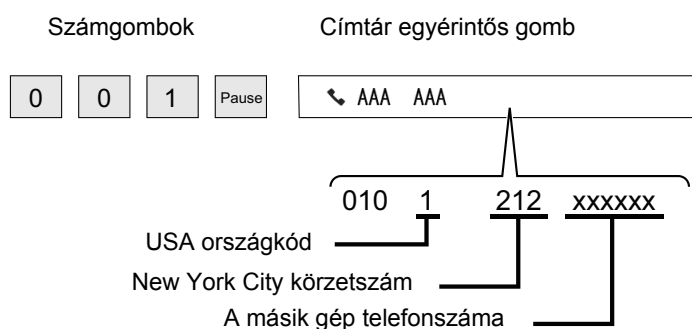 Számgombok Címtár egyérintős gomb
0 0 1 Pause AAA AAA
010 1 212 xxxxxx
USA országkód
New York City körzetszám
A másik gép telefonszáma